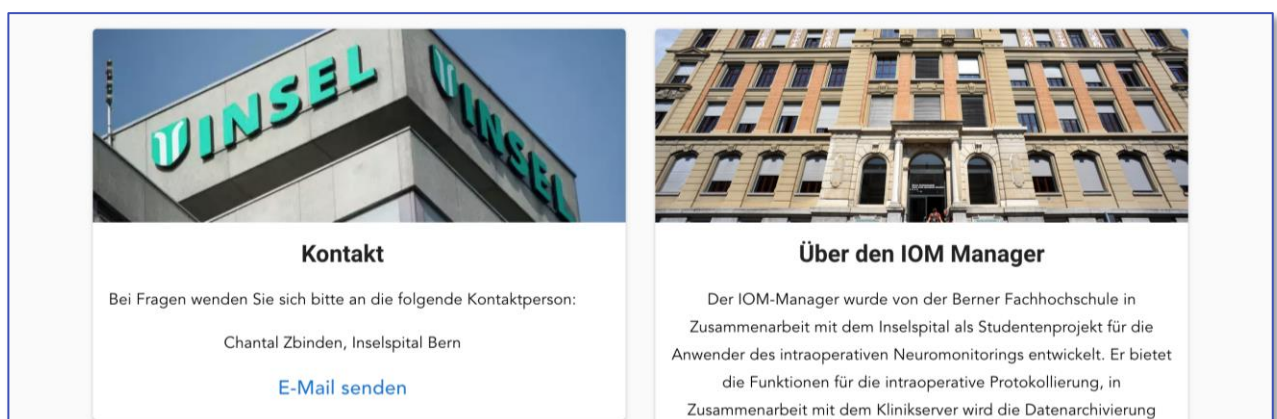 INSEL
INSEL
Kontakt
Bei Fragen wenden Sie sich bitte an die folgende Kontaktperson:
Chantal Zbinden, Inselspital Bern
E-Mail senden
Über den IOM Manager
Der IOM-Manager wurde von der Berner Fachhochschule in
Zusammenarbeit mit dem Inselspital als Studentenprojekt für die
Anwender des intraoperativen Neuromonitorings entwickelt. Er bietet
die Funktionen für die intraoperative Protokollierung, in
Zusammenarbeit mit dem Klinikserver wird die Datenarchivierung